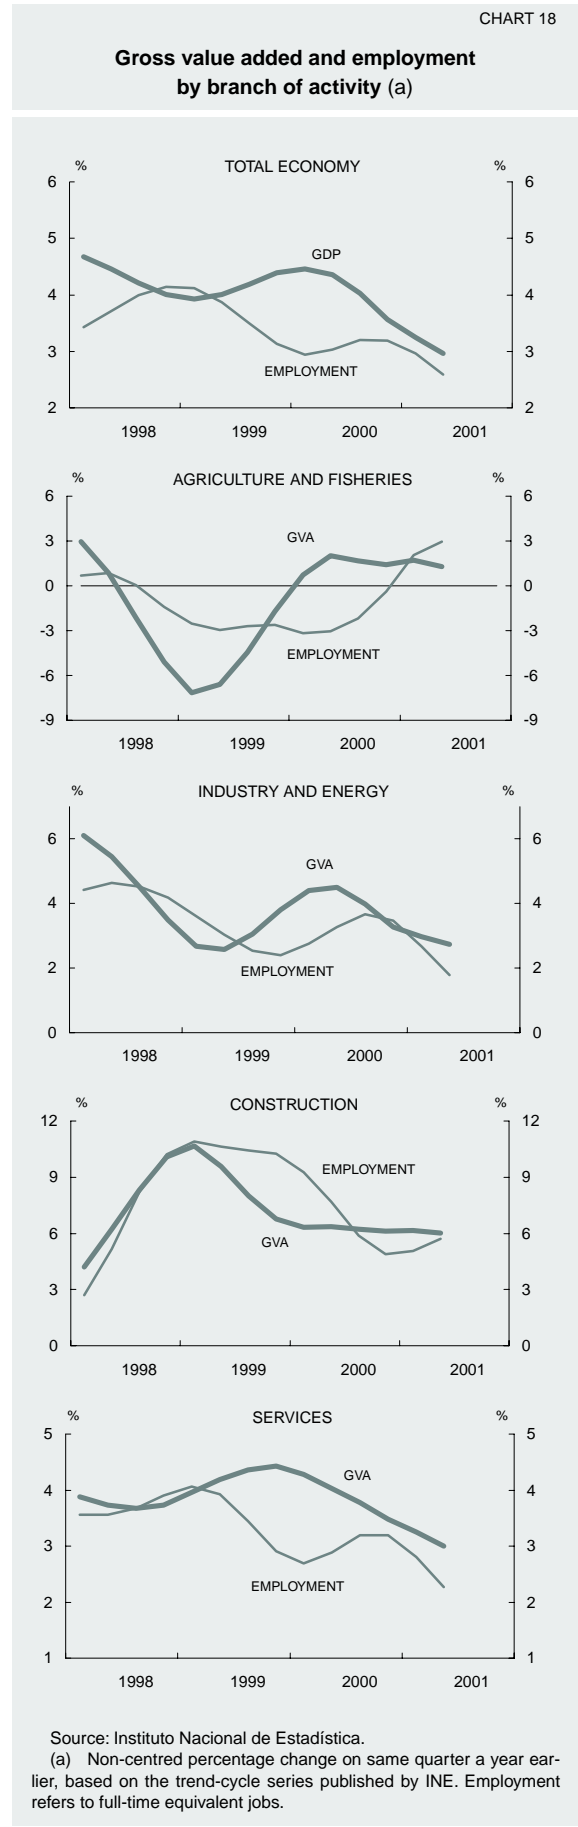 CHART 18
Gross value added and employment
by branch of activity (a)
% TOTAL ECONOMY %
6 6
5 5
GDP
4 4
3 3
EMPLOYMENT
2 2
1998 1999 2000 2001
% AGRICULTURE AND FISHERIES %
6 6
GVA
3 3
0 0
-3 -3
EMPLOYMENT
-6 -6
-9 -9
1998 1999 2000 2001
% INDUSTRY AND ENERGY %
6 6
GVA
4 4
EMPLOYMENT
2 2
0 0
1998 1999 2000 2001
% CONSTRUCTION %
12 12
EMPLOYMENT
9 9
6 6
GVA
3 3
0 0
1998 1999 2000 2001
% SERVICES %
5 5
GVA
4 4
3 3
EMPLOYMENT
2 2
1 1
1998 1999 2000 2001
Source: Instituto Nacional de Estadística.
(a) Non-centred percentage change on same quarter a year ear-
lier, based on the trend-cycle series published by INE. Employment
refers to full-time equivalent jobs.